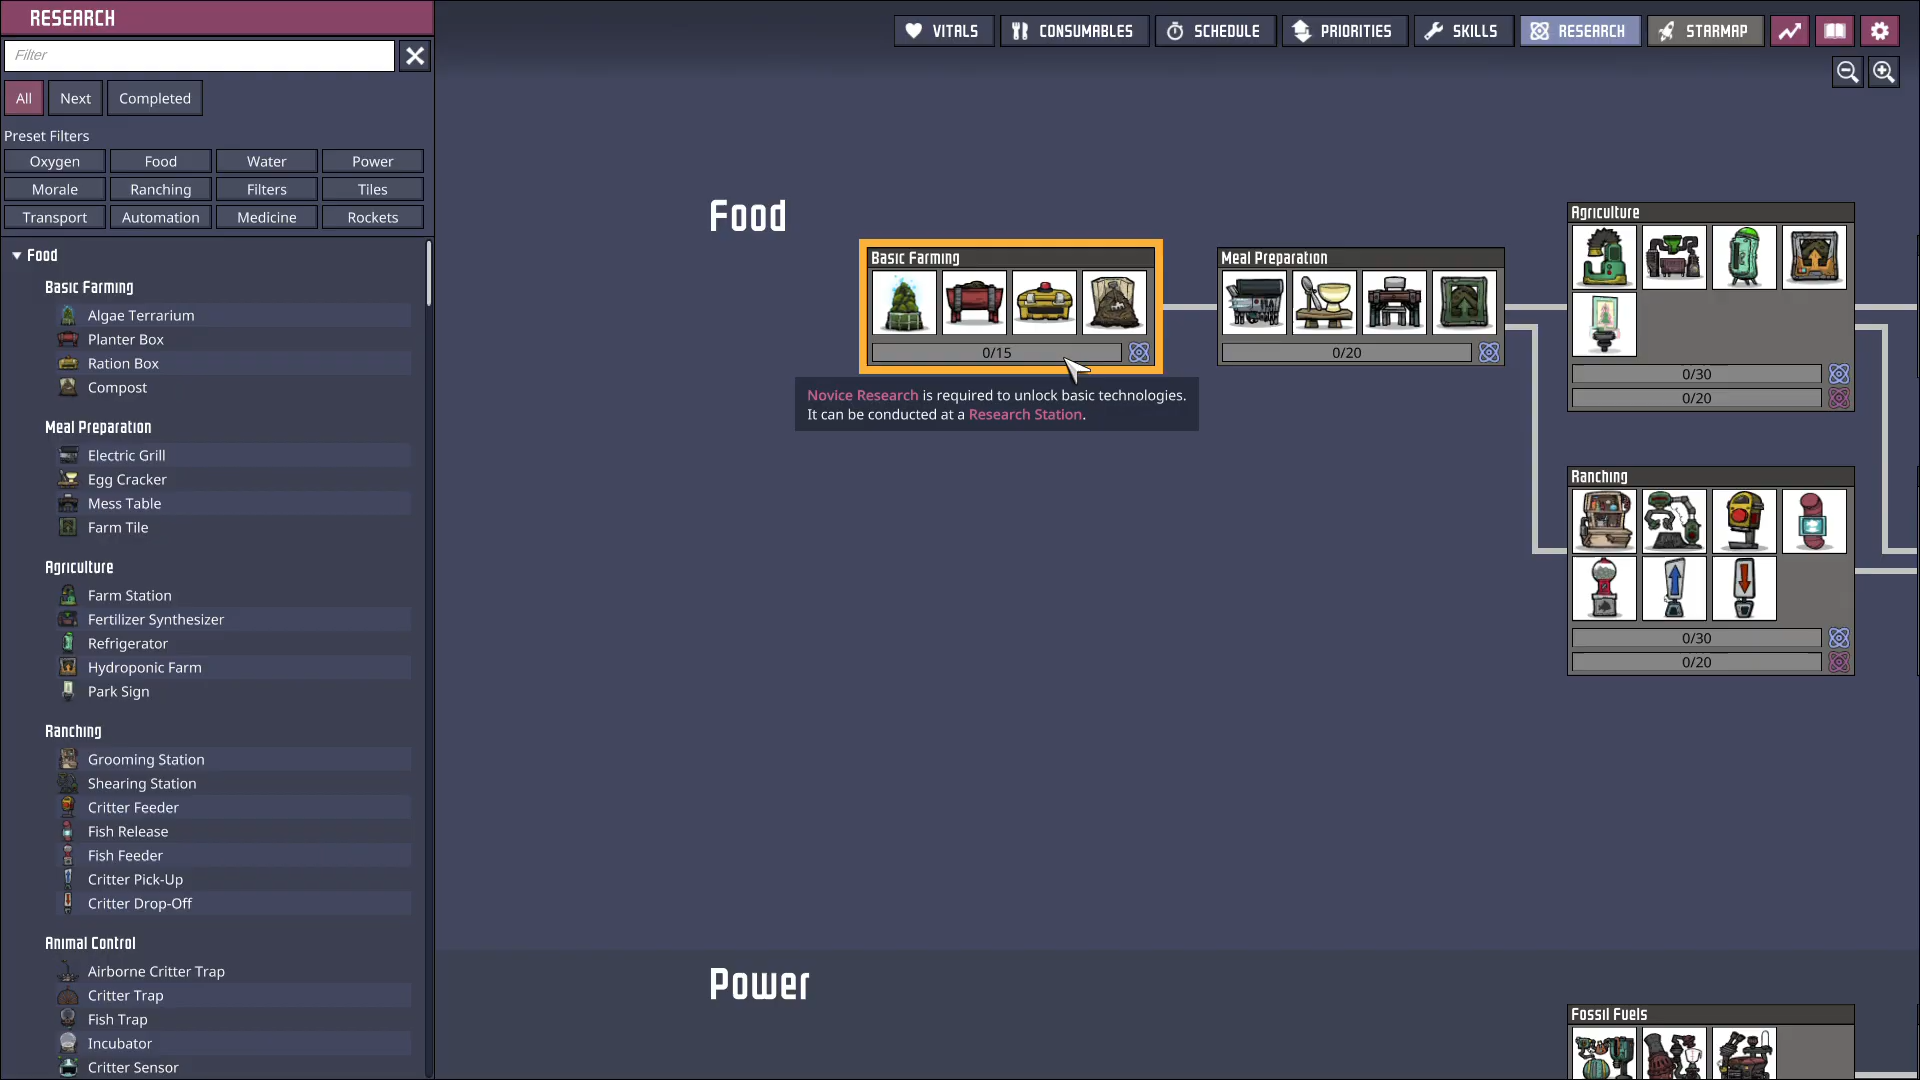 RESEARCH
VITALS
CONSUMABLES
SCHEDULE
PRIORITIES
SKILLS
RESEARCH
STARMAP
Filter
All
Next
Completed
Preset Filters
Oxygen
Food
Water
Power
Morale
Ranching
Filters
Tiles
Transport
Automation
Medicine
Rockets
Food
Basic Farming
Algae Terrarium
Planter Box
Ration Box
Compost
Meal Preparation
Electric Grill
Egg Cracker
Mess Table
Farm Tile
Agriculture
Farm Station
Fertilizer Synthesizer
Refrigerator
Hydroponic Farm
Park Sign
Ranching
Grooming Station
Shearing Station
Critter Feeder
Fish Release
Fish Feeder
Critter Pick-Up
Critter Drop-Off
Animal Control
Airborne Critter Trap
Critter Trap
Fish Trap
Incubator
Critter Sensor
Food
Basic Farming
0/15
Novice Research is required to unlock basic technologies.
It can be conducted at a Research Station.
Meal Preparation
0/20
Agriculture
0/30
0/20
Ranching
0/30
0/20
Power
Fossil Fuels